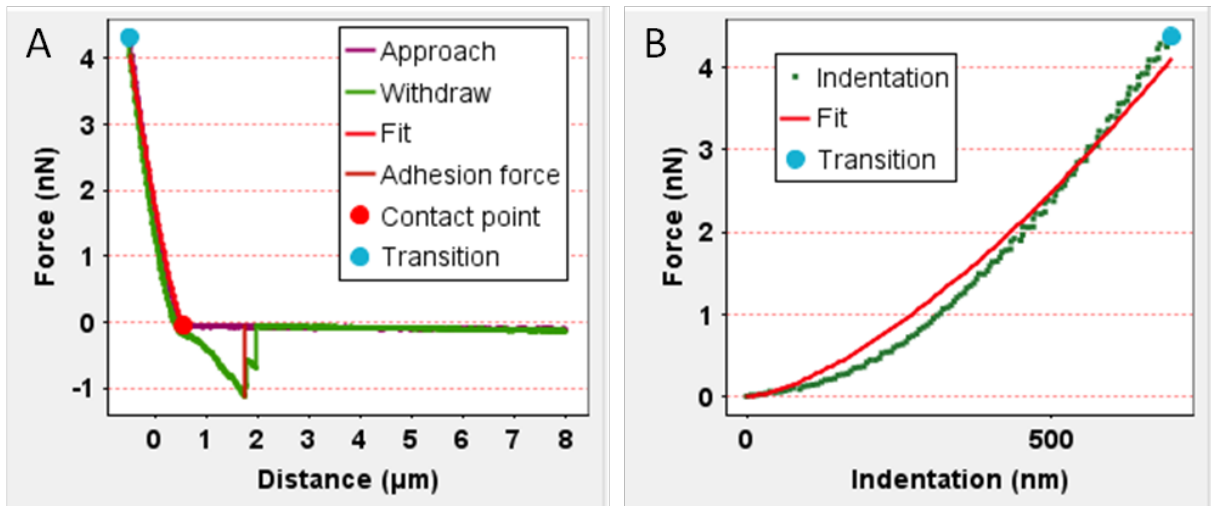 A
Approach
Withdraw
Fit
Adhesion force
Contact point
Transition
4
3
2
1
0
-1
Force (nN)
0 1 2 3 4 5 6 7 8
Distance (μm)
B
Indentation
Fit
Transition
4
3
2
1
0
Force (nN)
0 500
Indentation (nm)